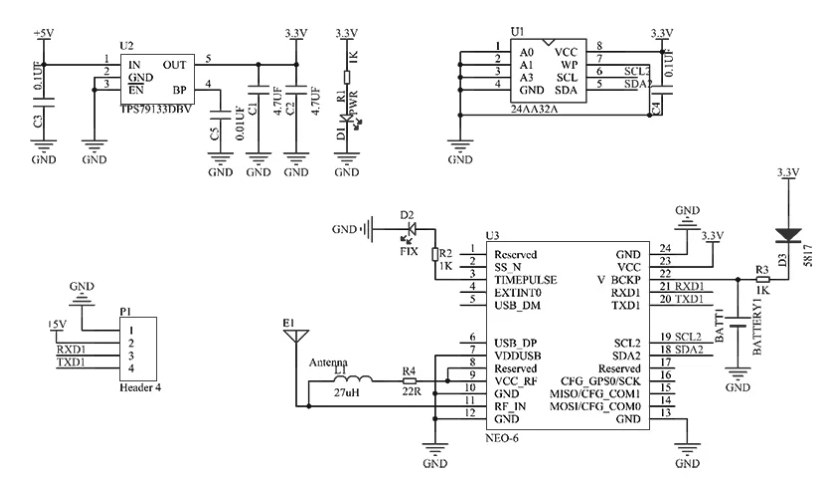 +5V
U2
1 IN OUT 5
2 GND
3 EN BP 4
TPS79133DBV
0.1UF
C3
GND
GND
C5
0.01UF
GND
C1
4.7UF
GND
3.3V
C2
4.7UF
GND
3.3V
1K
R1
PWR
D1
GND
U1
1 A0 VCC 8
2 A1 WP 7
3 A3 SCL 6 SCL2
4 GND SDA 5 SDA2
24AA32A
3.3V
0.1UF
C4
GND
GND
P1
+5V
1
2
RXD1 3
TXD1 4
Header 4
GND
D2
FIX
R2
1K
U3
1 Reserved GND 24
2 SS_N VCC 23
3 TIMEPULSE V_BCKP 22
4 EXTINT0 RXD1 21 RXD1
5 USB_DM TXD1 20 TXD1
6 USB_DP SCL2 19 SCL2
7 VDDUSB SDA2 18 SDA2
8 Reserved Reserved 17
9 VCC_RF CFG_GPS0/SCK 16
10 GND MISO/CFG_COM1 15
11 RF_IN MOSI/CFG_COM0 14
12 GND GND 13
NEO-6
GND
3.3V
3.3V
D3
5817
R3
1K
BATT1
BATTERY1
GND
E1
Antenna
L1
27uH
R4
22R
GND
GND